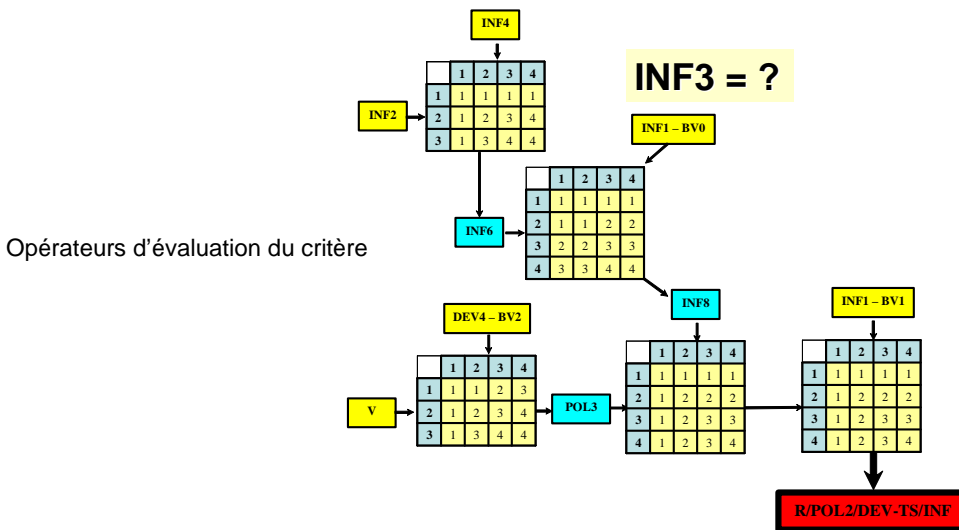 INF4
INF3 = ?
1 2 3 4
1 1 1 1 1
INF2
2 1 2 3 4
3 1 3 4 4
INF1 – BV0
1 2 3 4
1 1 1 1 1
2 1 1 2 2
INF6
3 2 2 3 3
4 3 3 4 4
Opérateurs d'évaluation du critère
INF8
DEV4 – BV2
INF1 – BV1
1 2 3 4
1 1 1 2 3
V
2 1 2 3 4
3 1 3 4 4
POL3
1 2 3 4
1 1 1 1 1
2 1 2 2 2
3 1 2 3 3
4 1 2 3 4
1 2 3 4
1 1 1 1 1
2 1 2 2 2
3 1 2 3 3
4 1 2 3 4
R/POL2/DEV-TS/INF